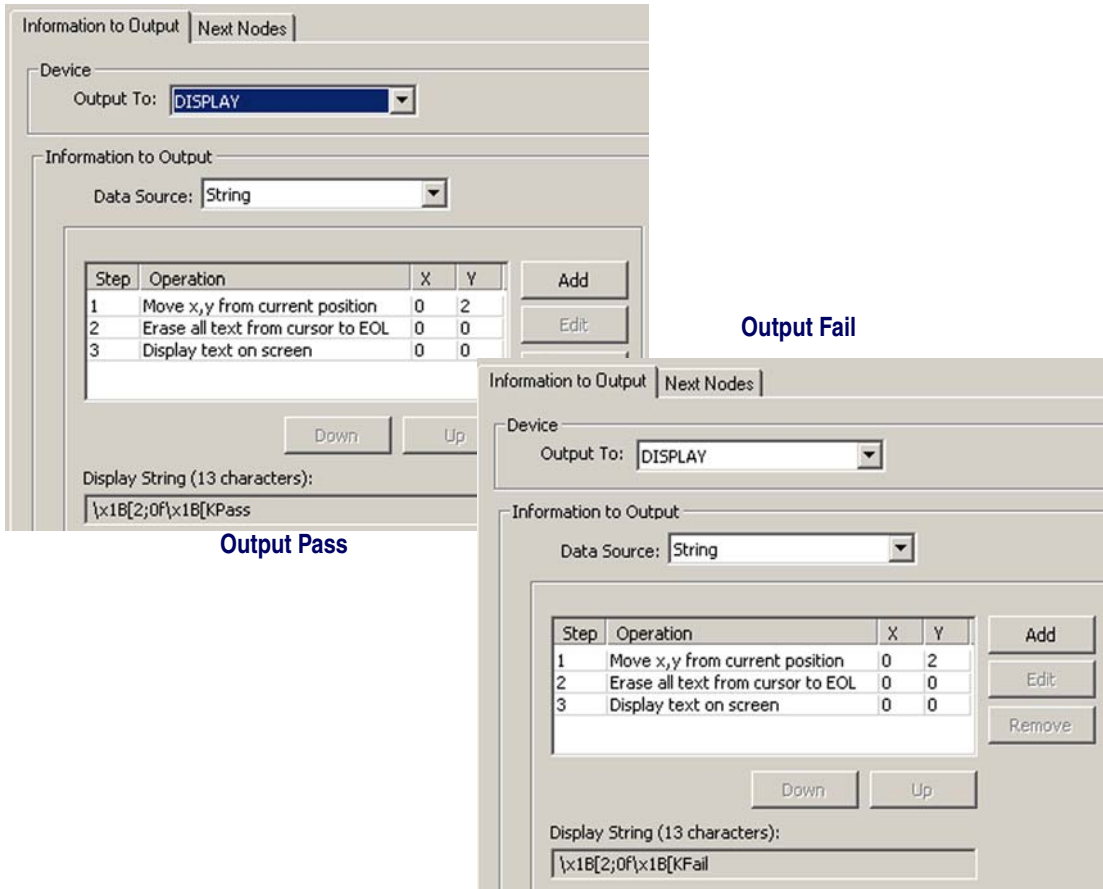 Information to Output Next Nodes
Device
Output To: DISPLAY
Information to Output
Data Source: String
Step Operation X Y
1 Move x,y from current position 0 2
2 Erase all text from cursor to EOL 0 0
3 Display text on screen 0 0
Add
Edit
Down Up
Display String (13 characters):
\x1B[2;0f\x1B[KPass
Output Pass
Output Fail
Information to Output Next Nodes
Device
Output To: DISPLAY
Information to Output
Data Source: String
Step Operation X Y
1 Move x,y from current position 0 2
2 Erase all text from cursor to EOL 0 0
3 Display text on screen 0 0
Add
Edit
Remove
Down Up
Display String (13 characters):
\x1B[2;0f\x1B[KFail